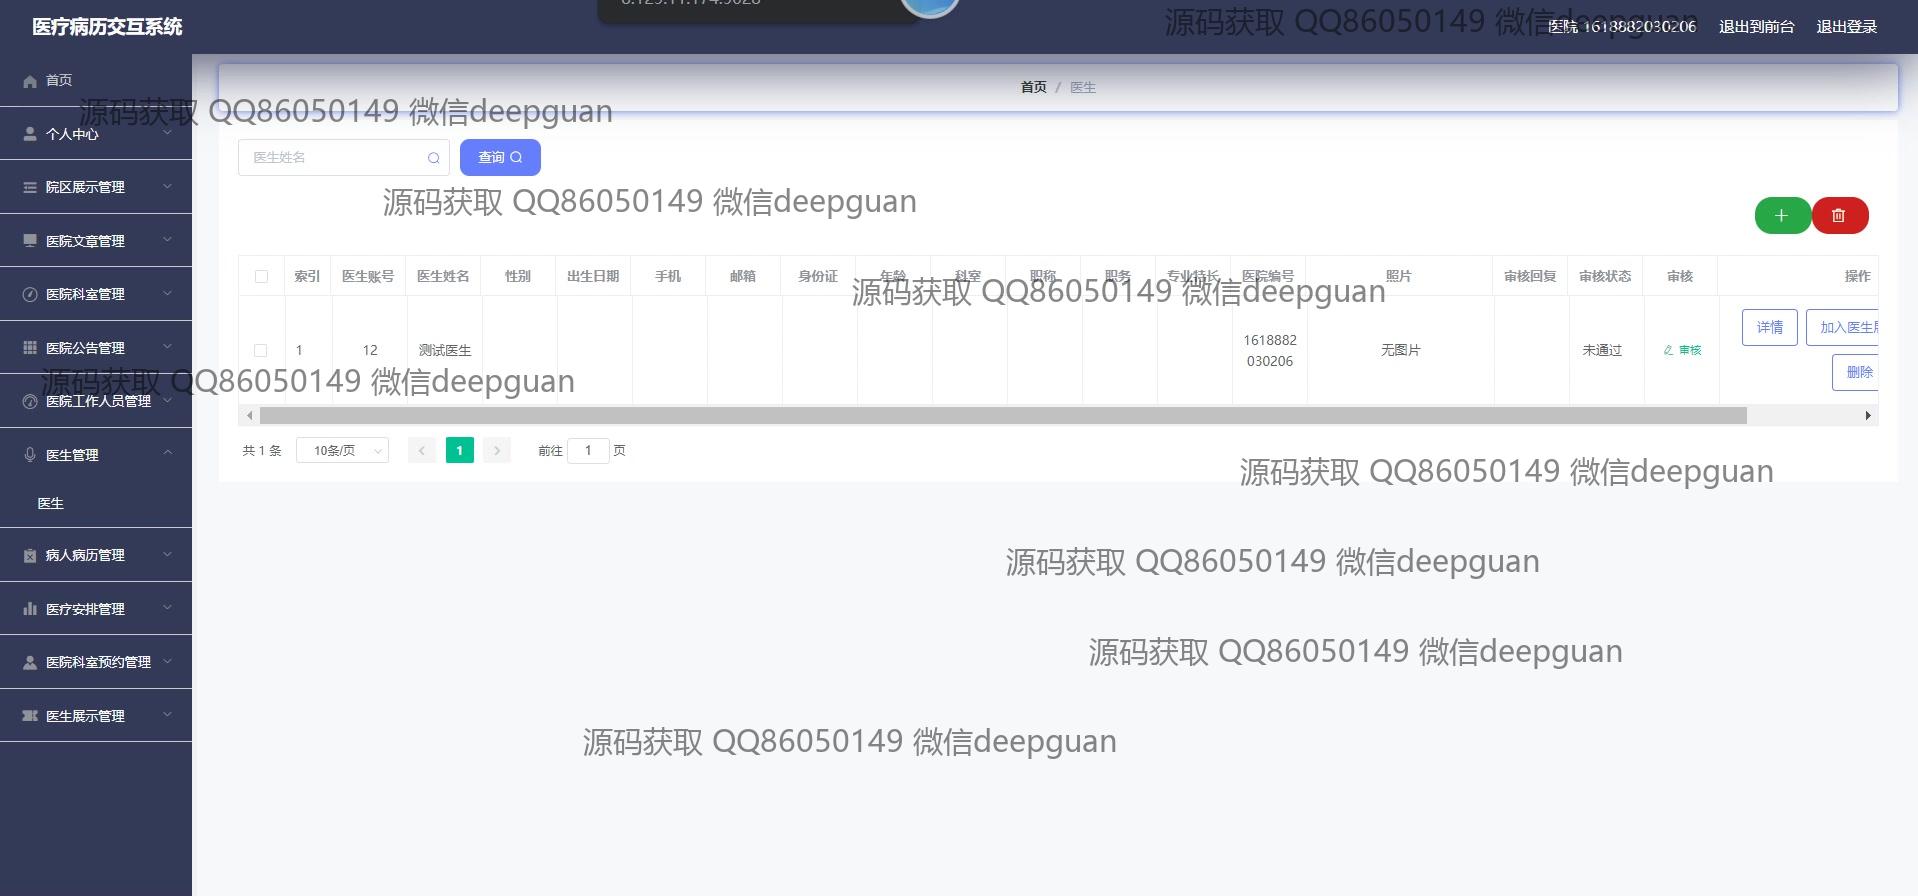 医疗病历交互系统
源码获取 QQ86050149 微信deepguan
医院 1618882030206 退出到前台 退出登录
首页
首页 / 医生
源码获取 QQ86050149 微信deepguan
个人中心
医生姓名 查询
院区展示管理
源码获取 QQ86050149 微信deepguan
医院文章管理
索引 医生账号 医生姓名 性别 出生日期 手机 邮箱 身份证 年龄 科室 职称 职务 专业特长 医院编号 照片 审核回复 审核状态 审核 操作
源码获取 QQ86050149 微信deepguan
医院科室管理
详情 加入医生
医院公告管理
1 12 测试医生 1618882 无图片 未通过 审核
030206
删除
源码获取 QQ86050149 微信deepguan
医院工作人员管理
共 1 条 10条/页 1 前往 1 页
医生管理
源码获取 QQ86050149 微信deepguan
医生
病人病历管理
源码获取 QQ86050149 微信deepguan
医疗安排管理
源码获取 QQ86050149 微信deepguan
医院科室预约管理
医生展示管理
源码获取 QQ86050149 微信deepguan